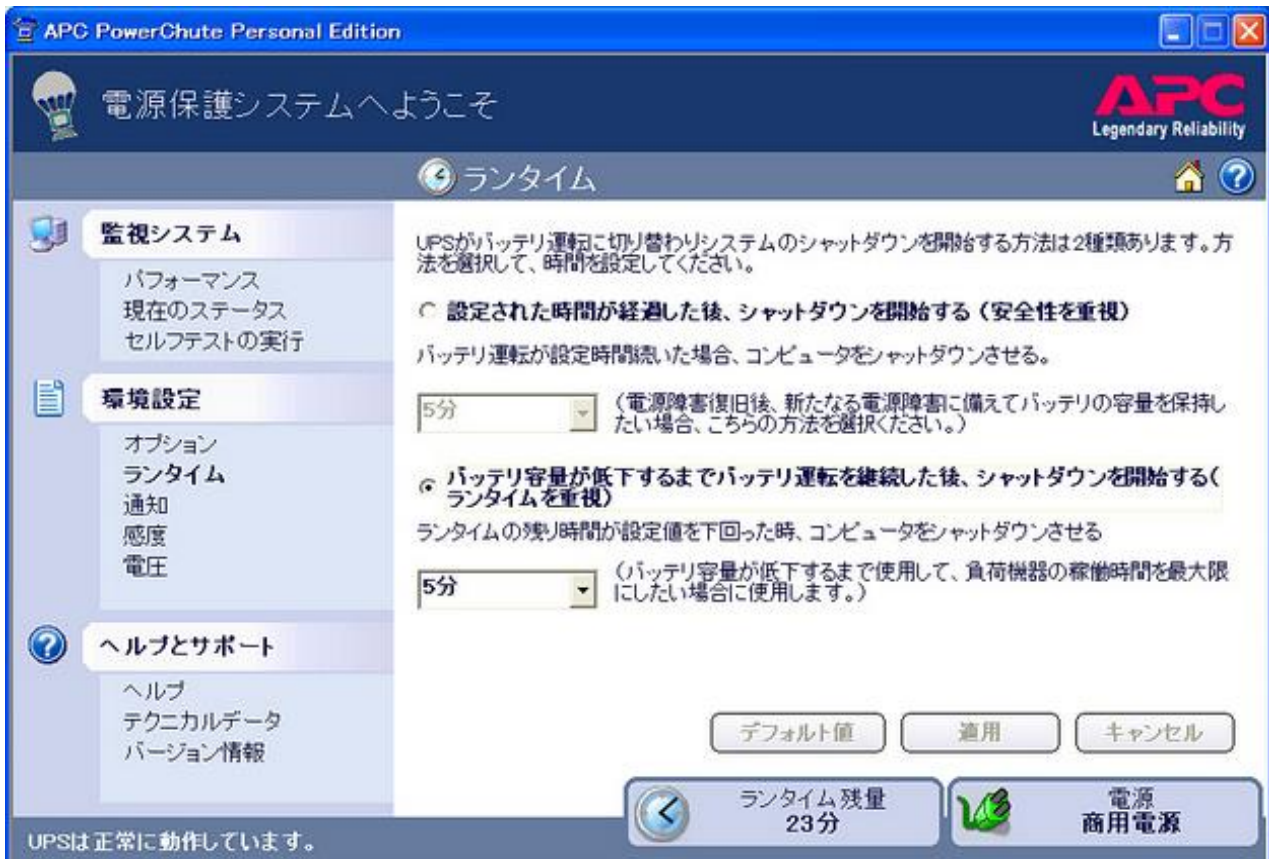 APC PowerChute Personal Edition
電源保護システムへようこそ
APC
Legendary Reliability
ランタイム
監視システム
パフォーマンス
現在のステータス
セルフテストの実行
環境設定
オプション
ランタイム
通知
感度
電圧
ヘルプとサポート
ヘルプ
テクニカルデータ
バージョン情報
UPSがバッテリ運転に切り替わりシステムのシャットダウンを開始する方法は2種類あります。方
法を選択して、時間を設定してください。
設定された時間が経過した後、シャットダウンを開始する（安全性を重視）
バッテリ運転が設定時間続いた場合、コンピュータをシャットダウンさせる。
5分
（電源障害復旧後、新たなる電源障害に備えてバッテリの容量を保持し
たい場合、こちらの方法を選択ください。）
バッテリ容量が低下するまでバッテリ運転を継続した後、シャットダウンを開始する(
ランタイムを重視)
ランタイムの残り時間が設定値を下回った時、コンピュータをシャットダウンさせる
5分
（バッテリ容量が低下するまで使用して、負荷機器の稼働時間を最大限
にしたい場合に使用します。）
デフォルト値
適用
キャンセル
ランタイム残量
23分
電源
商用電源
UPSは正常に動作しています。